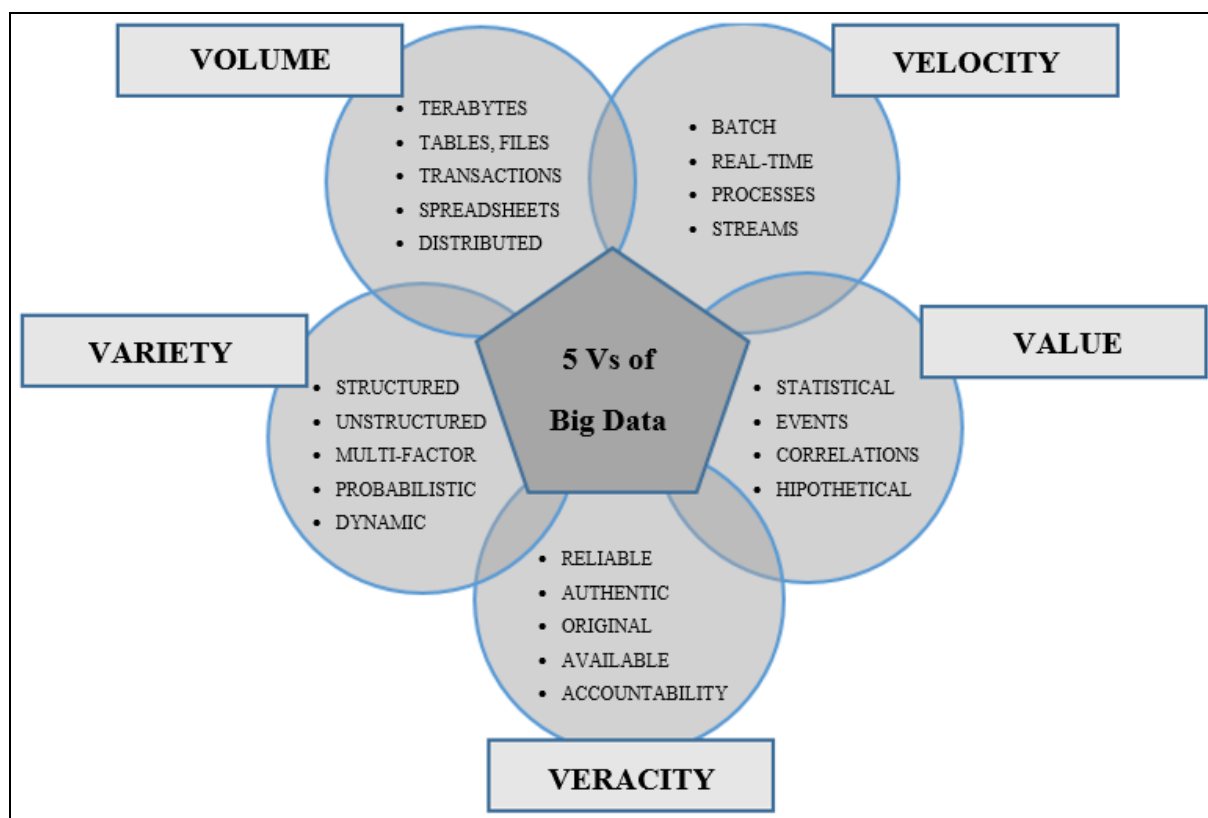 VOLUME
• TERABYTES
• TABLES, FILES
• TRANSACTIONS
• SPREADSHEETS
• DISTRIBUTED
VELOCITY
• BATCH
• REAL-TIME
• PROCESSES
• STREAMS
VARIETY
• STRUCTURED
• UNSTRUCTURED
• MULTI-FACTOR
• PROBABILISTIC
• DYNAMIC
5 Vs of
Big Data
VALUE
• STATISTICAL
• EVENTS
• CORRELATIONS
• HIPOTHETICAL
• RELIABLE
• AUTHENTIC
• ORIGINAL
• AVAILABLE
• ACCOUNTABILITY
VERACITY